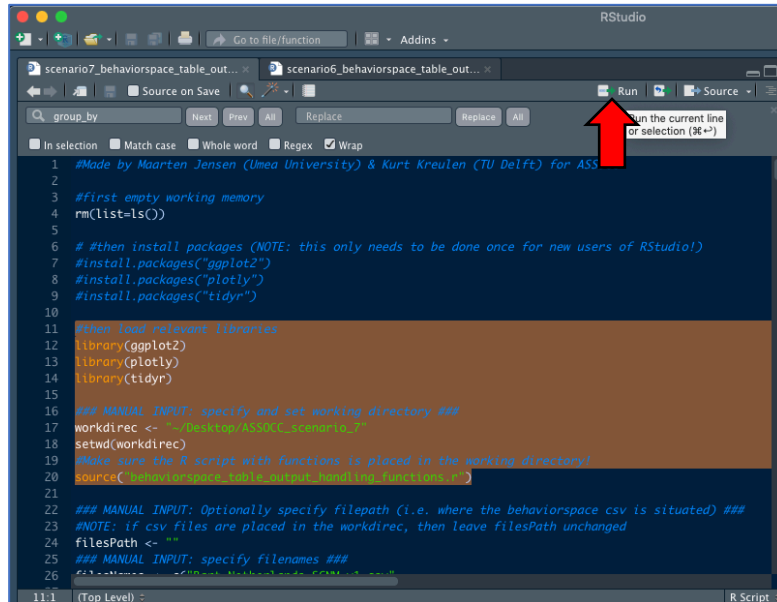 RStudio
Go to file/function Addins
scenario7_behaviorspace_table_out... × scenario6_behaviorspace_table_out... ×
Source on Save Run Source
group_by Next Prev All Replace Replace All
Run the current line
or selection (⌘↩)
In selection Match case Whole word Regex Wrap
1 #Made by Maarten Jensen (Umea University) & Kurt Kreulen (TU Delft) for ASS
2
3 #first empty working memory
4 rm(list=ls())
5
6 # #then install packages (NOTE: this only needs to be done once for new users of RStudio!)
7 #install.packages("ggplot2")
8 #install.packages("plotly")
9 #install.packages("tidyr")
10
11 #then load relevant libraries
12 library(ggplot2)
13 library(plotly)
14 library(tidyr)
15
16 ### MANUAL INPUT: specify and set working directory ###
17 workdirec <- "~/Desktop/ASSOCC_scenario_7"
18 setwd(workdirec)
19 #Make sure the R script with functions is placed in the working directory!
20 source("behaviorspace_table_output_handling_functions.r")
21
22 ### MANUAL INPUT: Optionally specify filepath (i.e. where the behaviorspace csv is situated) ###
23 #NOTE: if csv files are placed in the workdirec, then leave filesPath unchanged
24 filesPath <- ""
25 ### MANUAL INPUT: specify filenames ###
26
11:1 (Top Level) R Script